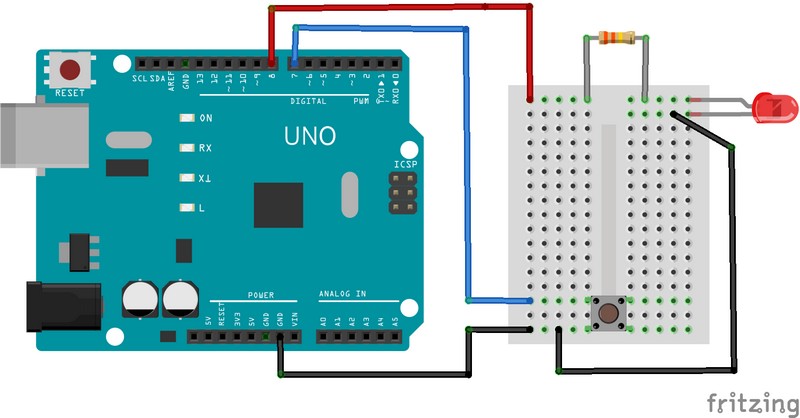 RESET
SCL
SDA
AREF
GND
13
12
~11
~10
~9
8
7
~6
~5
4
~3
2
TXO▶1
RXO◀0
DIGITAL
PWM ~
ON
RX
TX
L
UNO
ICSP
POWER
ANALOG IN
5V
RESET
3V3
5V
GND
GND
VIN
A0
A1
A2
A3
A4
A5
fritzing